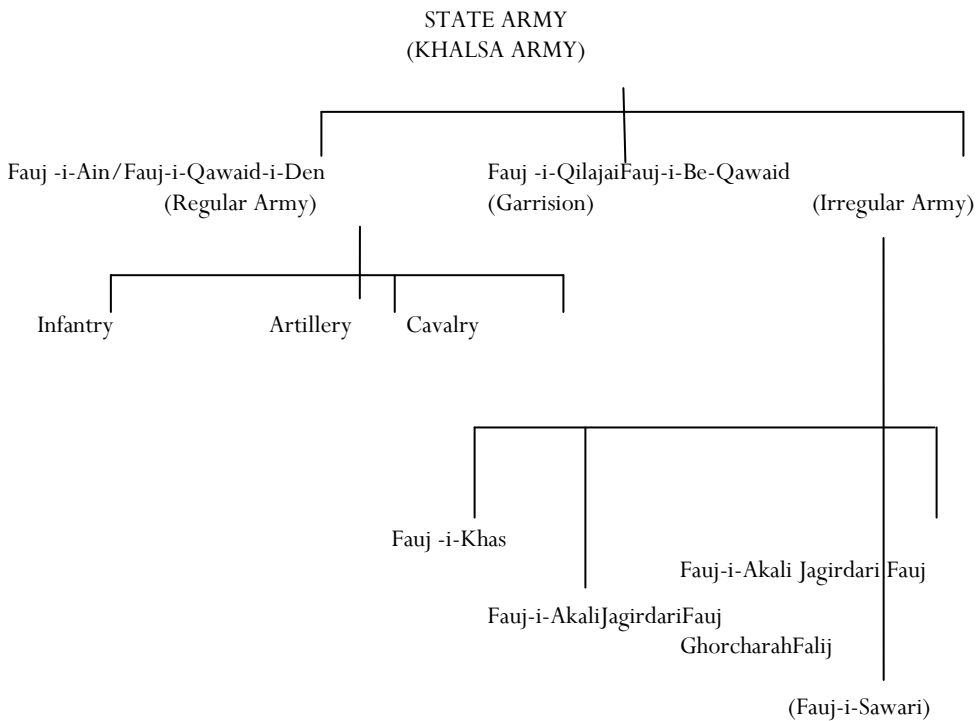 STATE ARMY
(KHALSA ARMY)
Fauj -i-Ain/Fauj-i-Qawaid-i-Den
(Regular Army)
Fauj -i-QilajaiFauj-i-Be-Qawaid
(Garrision)
(Irregular Army)
Infantry
Artillery
Cavalry
Fauj -i-Khas
Fauj-i-Akali Jagirdari Fauj
Fauj-i-AkaliJagirdariFauj
GhorcharahFalij
(Fauj-i-Sawari)